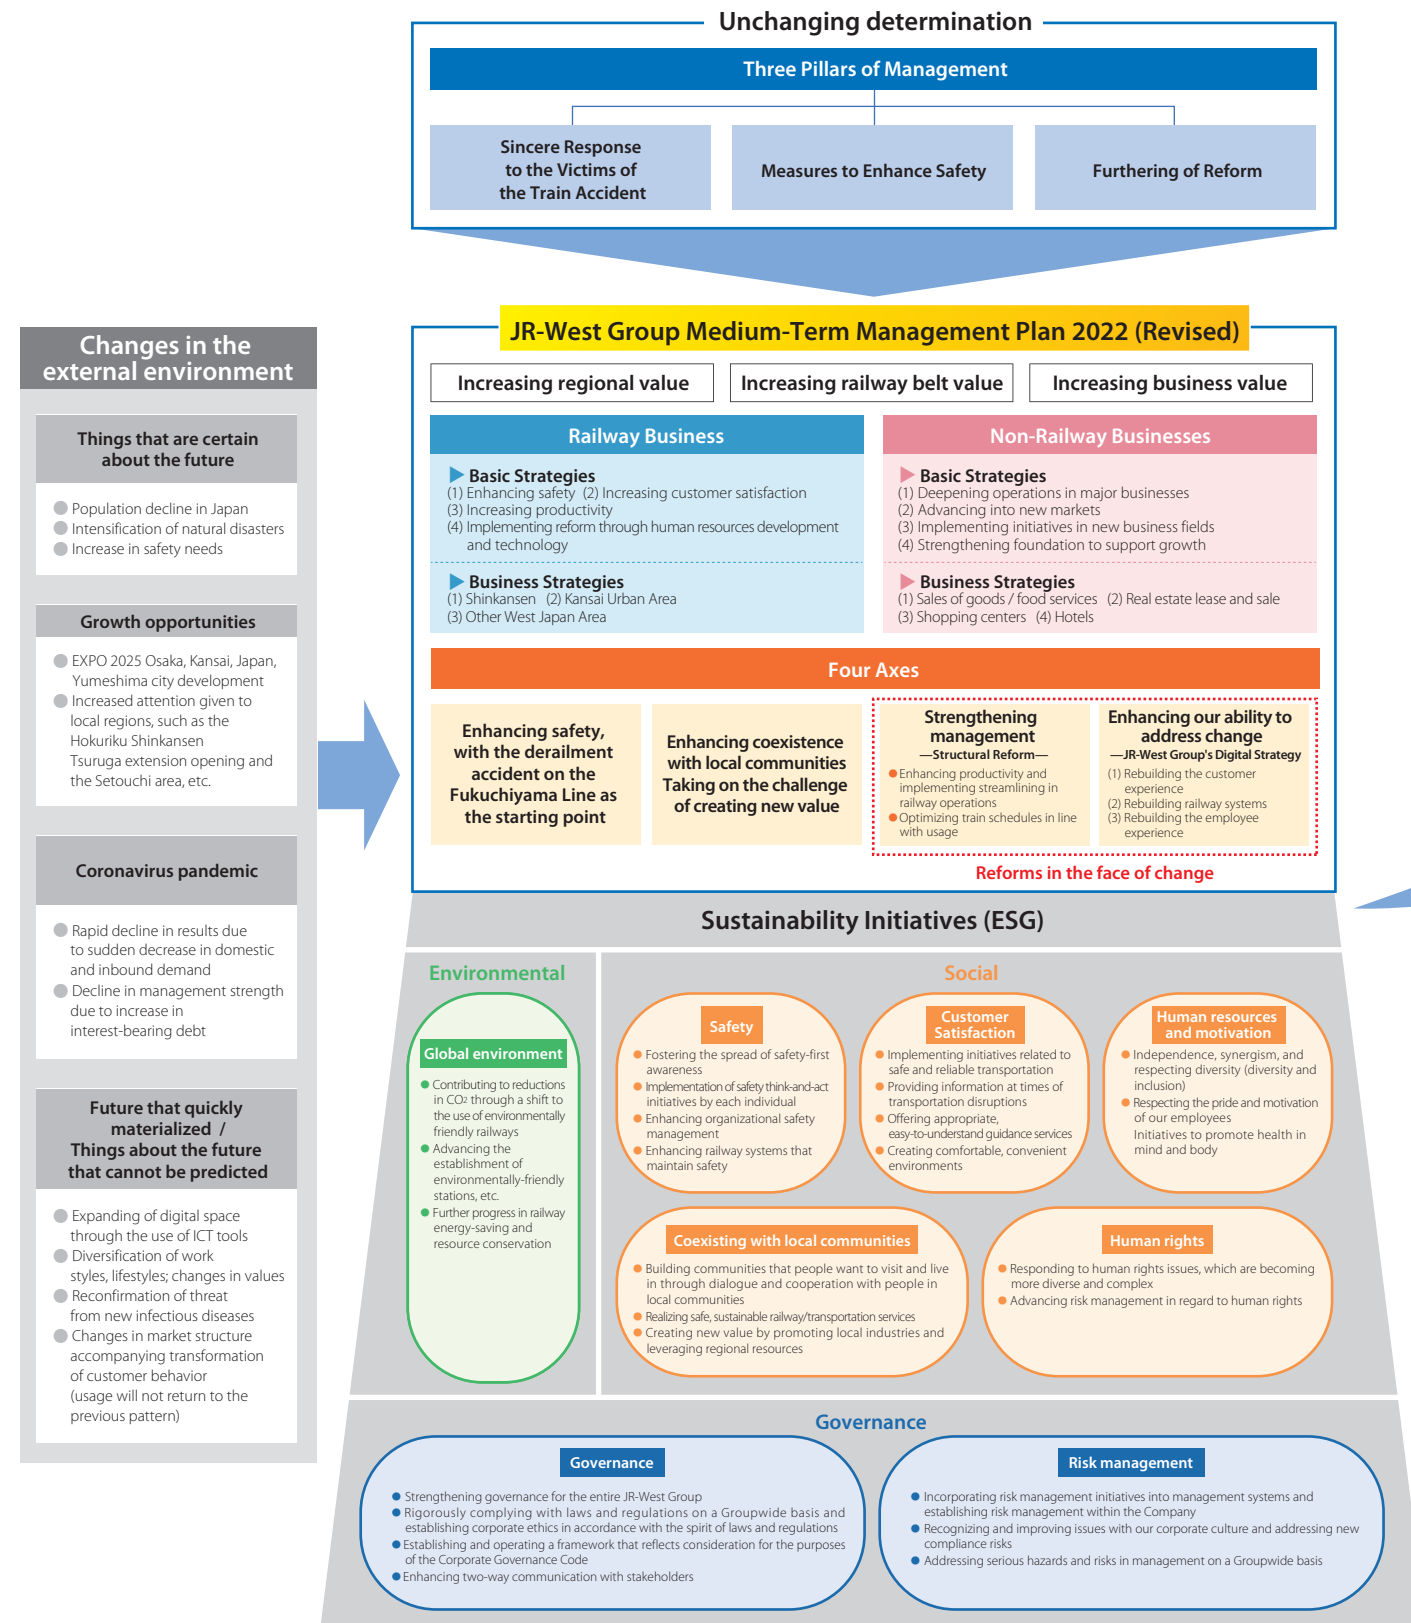 Unchanging determination
Three Pillars of Management
Sincere Response
to the Victims of
the Train Accident
Measures to Enhance Safety
Furthering of Reform
Changes in the
external environment
Things that are certain
about the future
● Population decline in Japan
● Intensification of natural disasters
● Increase in safety needs
Growth opportunities
● EXPO 2025 Osaka, Kansai, Japan,
Yumeshima city development
● Increased attention given to
local regions, such as the
Hokuriku Shinkansen
Tsuruga extension opening and
the Setouchi area, etc.
Coronavirus pandemic
● Rapid decline in results due
to sudden decrease in domestic
and inbound demand
● Decline in management strength
due to increase in
interest-bearing debt
Future that quickly
materialized /
Things about the future
that cannot be predicted
● Expanding of digital space
through the use of ICT tools
● Diversification of work
styles, lifestyles; changes in values
● Reconfirmation of threat
from new infectious diseases
● Changes in market structure
accompanying transformation
of customer behavior
(usage will not return to the
previous pattern)
JR-West Group Medium-Term Management Plan 2022 (Revised)
Increasing regional value
Increasing railway belt value
Increasing business value
Railway Business
▶ Basic Strategies
(1) Enhancing safety (2) Increasing customer satisfaction
(3) Increasing productivity
(4) Implementing reform through human resources development
and technology
▶ Business Strategies
(1) Shinkansen (2) Kansai Urban Area
(3) Other West Japan Area
Non-Railway Businesses
▶ Basic Strategies
(1) Deepening operations in major businesses
(2) Advancing into new markets
(3) Implementing initiatives in new business fields
(4) Strengthening foundation to support growth
▶ Business Strategies
(1) Sales of goods / food services (2) Real estate lease and sale
(3) Shopping centers (4) Hotels
Four Axes
Enhancing safety,
with the derailment
accident on the
Fukuchiyama Line as
the starting point
Enhancing coexistence
with local communities
Taking on the challenge
of creating new value
Strengthening
management
—Structural Reform—
● Enhancing productivity and
implementing streamlining in
railway operations
● Optimizing train schedules in line
with usage
Enhancing our ability to
address change
—JR-West Group's Digital Strategy
(1) Rebuilding the customer
experience
(2) Rebuilding railway systems
(3) Rebuilding the employee
experience
Reforms in the face of change
Sustainability Initiatives (ESG)
Environmental
Global environment
● Contributing to reductions
in CO2 through a shift to
the use of environmentally
friendly railways
● Advancing the
establishment of
environmentally-friendly
stations, etc.
● Further progress in railway
energy-saving and
resource conservation
Social
Safety
● Fostering the spread of safety-first
awareness
● Implementation of safety think-and-act
initiatives by each individual
● Enhancing organizational safety
management
● Enhancing railway systems that
maintain safety
Customer
Satisfaction
● Implementing initiatives related to
safe and reliable transportation
● Providing information at times of
transportation disruptions
● Offering appropriate,
easy-to-understand guidance services
● Creating comfortable, convenient
environments
Human resources
and motivation
● Independence, synergism, and
respecting diversity (diversity and
inclusion)
● Respecting the pride and motivation
of our employees
Initiatives to promote health in
mind and body
Coexisting with local communities
● Building communities that people want to visit and live
in through dialogue and cooperation with people in
local communities
● Realizing safe, sustainable railway/transportation services
● Creating new value by promoting local industries and
leveraging regional resources
Human rights
● Responding to human rights issues, which are becoming
more diverse and complex
● Advancing risk management in regard to human rights
Governance
Governance
● Strengthening governance for the entire JR-West Group
● Rigorously complying with laws and regulations on a Groupwide basis and
establishing corporate ethics in accordance with the spirit of laws and regulations
● Establishing and operating a framework that reflects consideration for the purposes
of the Corporate Governance Code
● Enhancing two-way communication with stakeholders
Risk management
● Incorporating risk management initiatives into management systems and
establishing risk management within the Company
● Recognizing and improving issues with our corporate culture and addressing new
compliance risks
● Addressing serious hazards and risks in management on a Groupwide basis